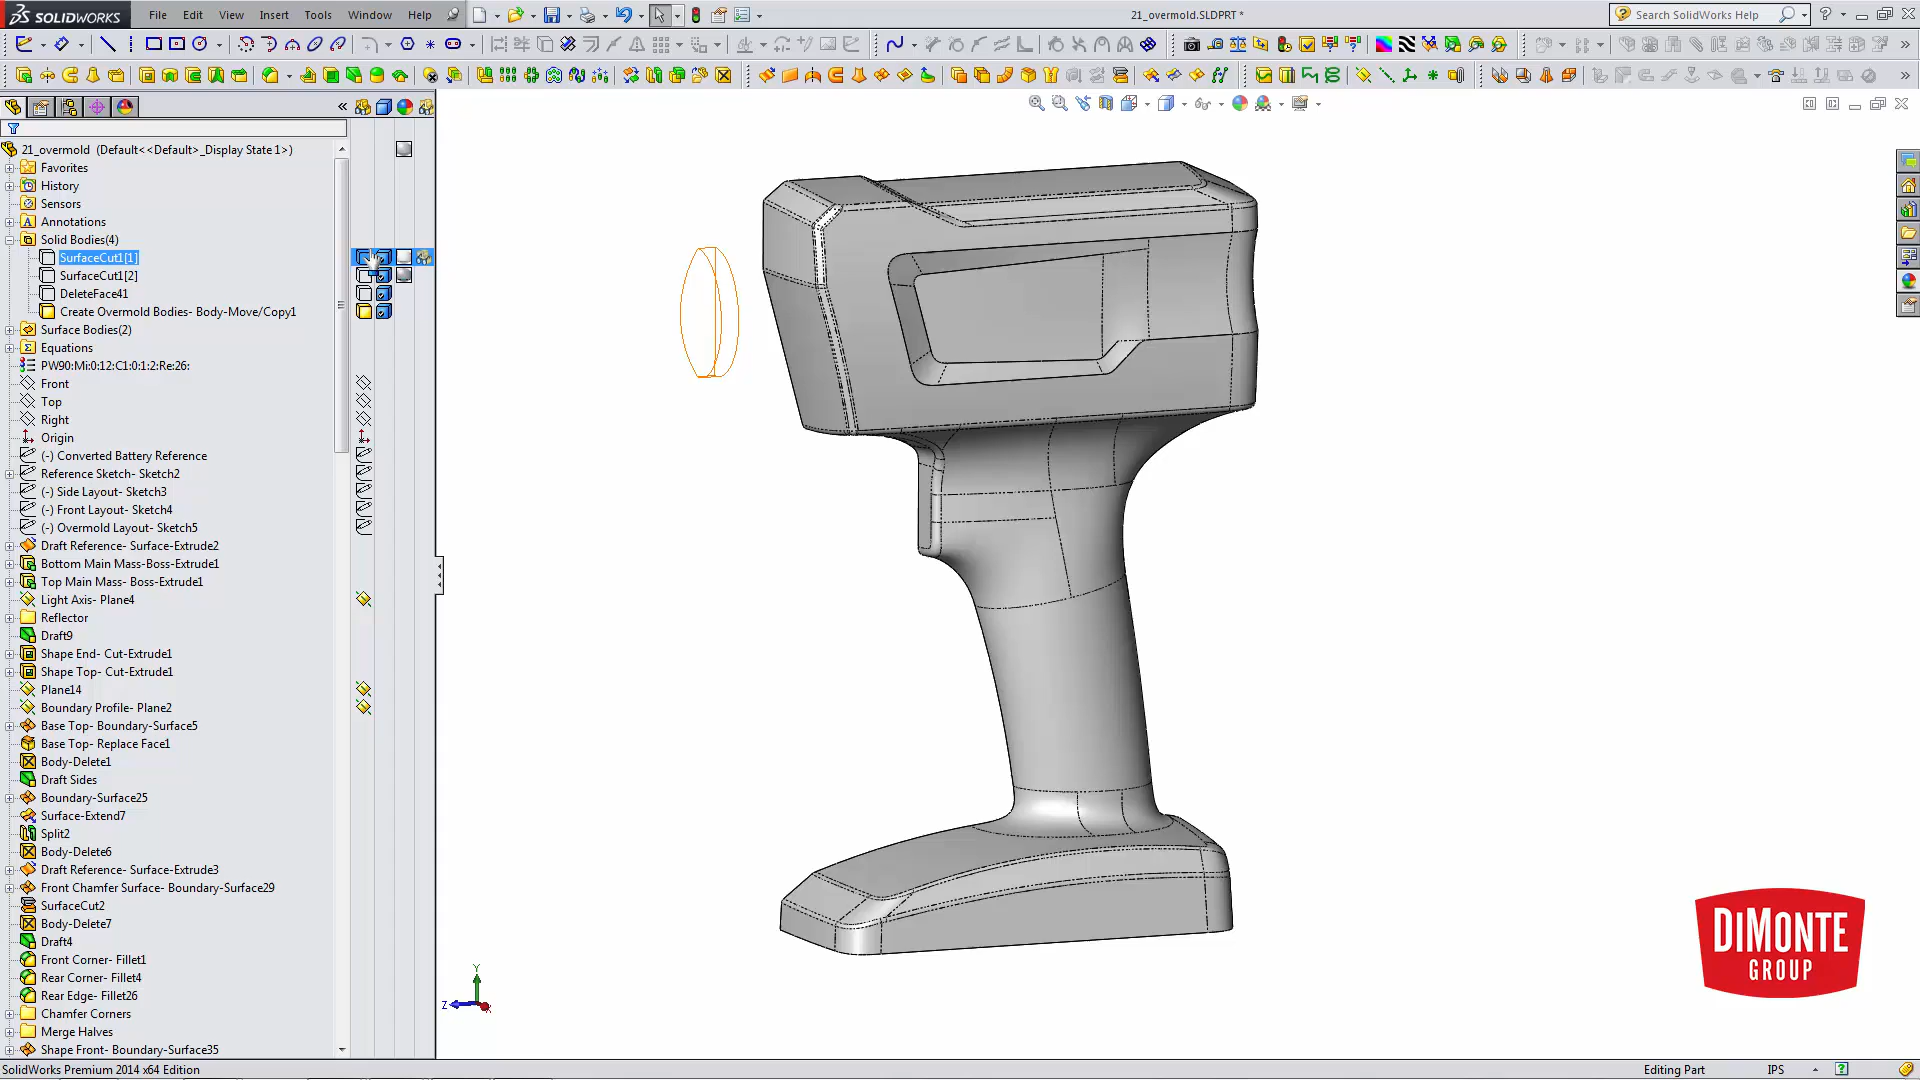 SOLIDWORKS
File Edit View Insert Tools Window Help
21_overmold.SLDPRT *
Search SolidWorks Help
21_overmold (Default<<Default>_Display State 1>)
Favorites
History
Sensors
Annotations
Solid Bodies(4)
SurfaceCut1[1]
SurfaceCut1[2]
DeleteFace41
Create Overmold Bodies- Body-Move/Copy1
Surface Bodies(2)
Equations
PW90:Mi:0:12:C1:0:1:2:Re:26:
Front
Top
Right
Origin
(-) Converted Battery Reference
Reference Sketch- Sketch2
(-) Side Layout- Sketch3
(-) Front Layout- Sketch4
(-) Overmold Layout- Sketch5
Draft Reference- Surface-Extrude2
Bottom Main Mass- Boss-Extrude1
Top Main Mass- Boss-Extrude1
Light Axis- Plane4
Reflector
Draft9
Shape End- Cut-Extrude1
Shape Top- Cut-Extrude1
Plane14
Boundary Profile- Plane2
Base Top- Boundary-Surface5
Base Top- Replace Face1
Body-Delete1
Draft Sides
Boundary-Surface25
Surface-Extend7
Split2
Body-Delete6
Draft Reference- Surface-Extrude3
Front Chamfer Surface- Boundary-Surface29
SurfaceCut2
Body-Delete7
Draft4
Front Corner- Fillet1
Rear Corner- Fillet4
Rear Edge- Fillet26
Chamfer Corners
Merge Halves
Shape Front- Boundary-Surface35
Y
Z
X
DIMONTE
GROUP
SolidWorks Premium 2014 x64 Edition
Editing Part
IPS